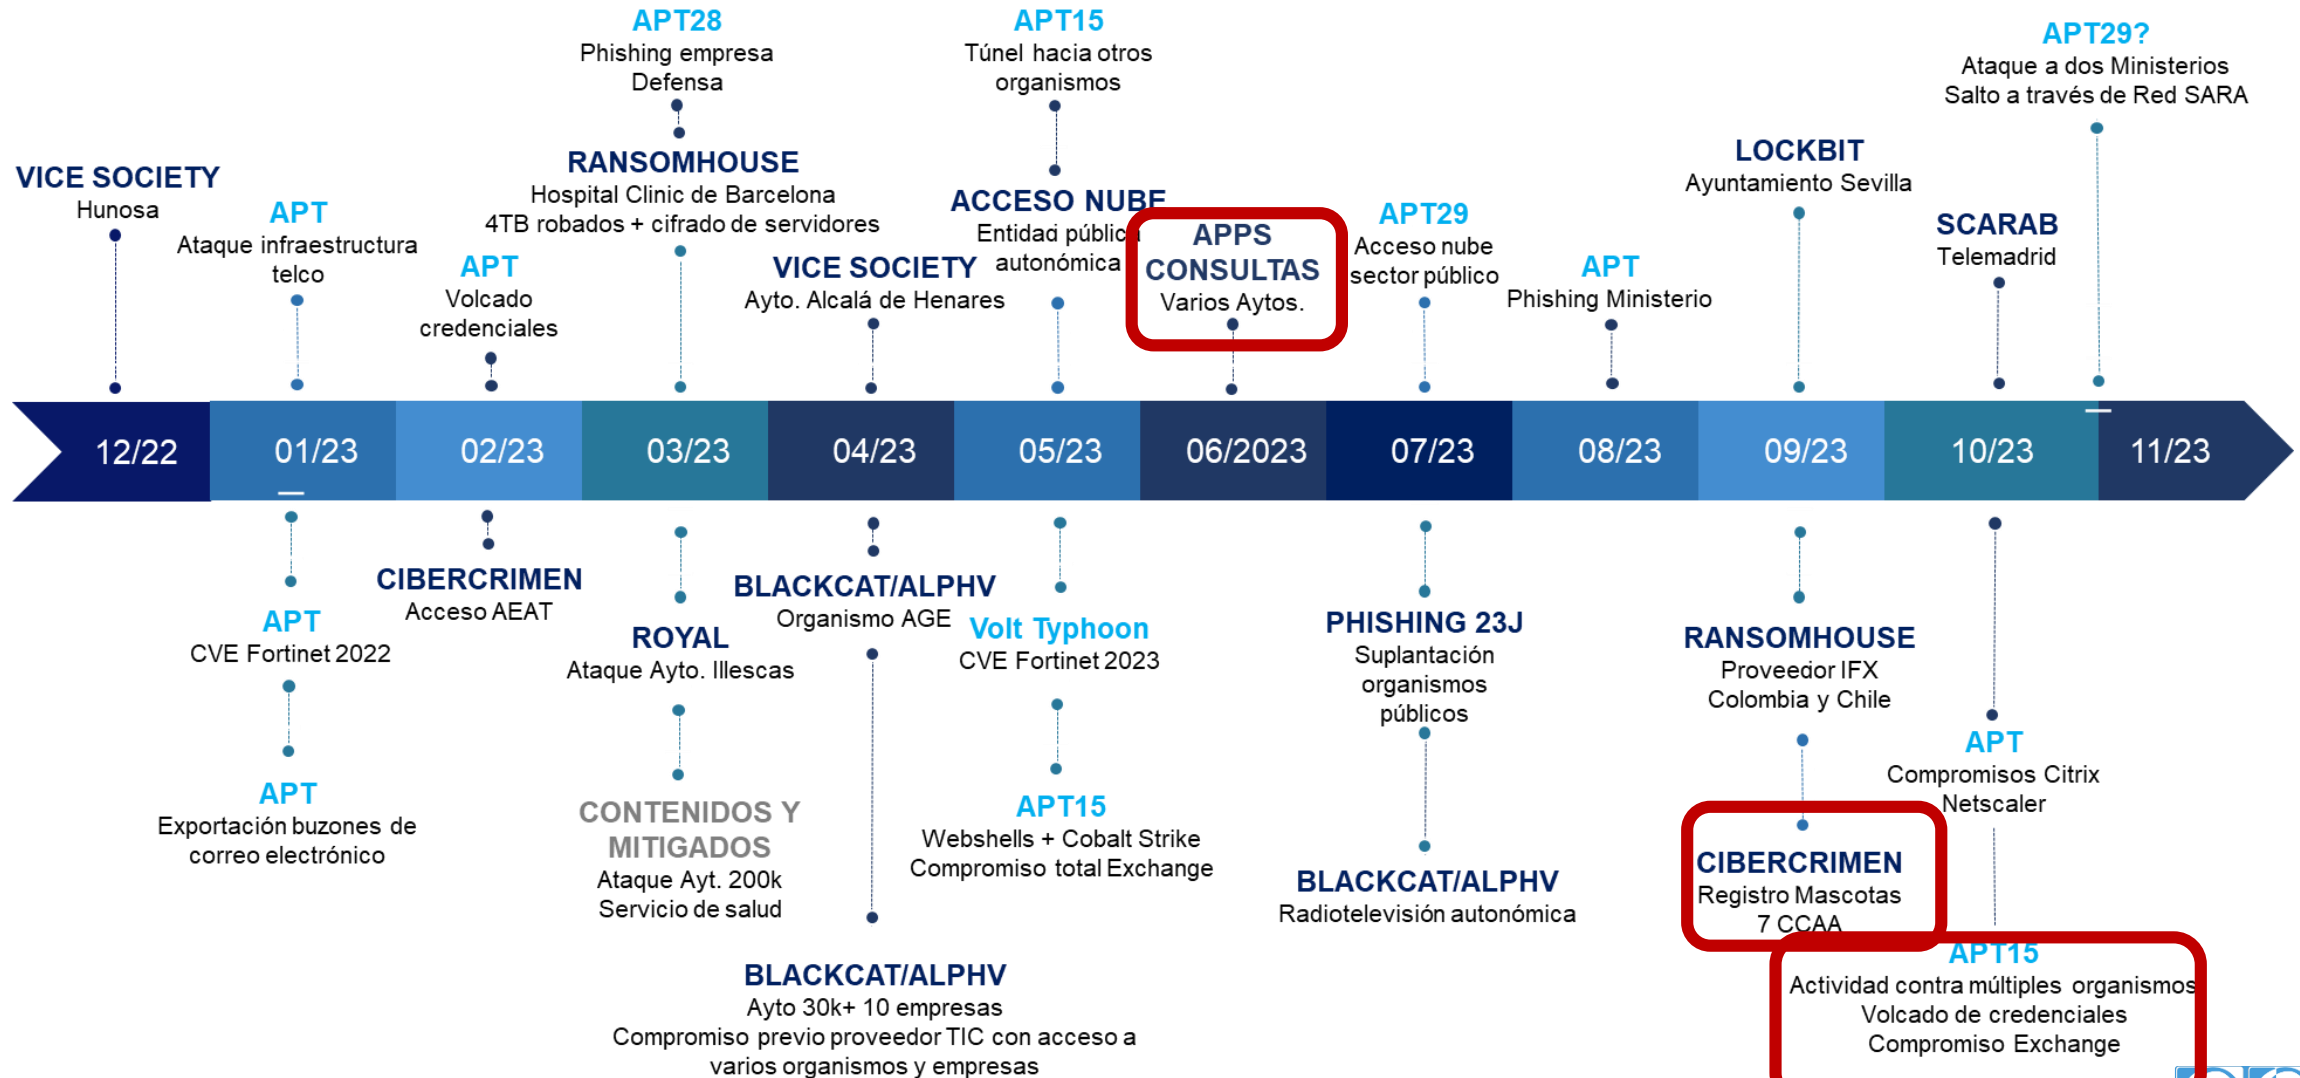 APT28
Phishing empresa
Defensa
APT15
Túnel hacia otros
organismos
APT29?
Ataque a dos Ministerios
Salto a través de Red SARA
VICE SOCIETY
Hunosa
APT
Ataque infraestructura
telco
APT
Volcado
credenciales
RANSOMHOUSE
Hospital Clinic de Barcelona
4TB robados + cifrado de servidores
VICE SOCIETY
Ayto. Alcalá de Henares
ACCESO NUBE
Entidad pública
autonómica
APPS
CONSULTAS
Varios Aytos.
APT29
Acceso nube
sector público
APT
Phishing Ministerio
LOCKBIT
Ayuntamiento Sevilla
SCARAB
Telemadrid
12/22
01/23
02/23
03/23
04/23
05/23
06/2023
07/23
08/23
09/23
10/23
11/23
APT
CVE Fortinet 2022
APT
Exportación buzones de
correo electrónico
CIBERCRIMEN
Acceso AEAT
ROYAL
Ataque Ayto. Illescas
CONTENIDOS Y
MITIGADOS
Ataque Ayt. 200k
Servicio de salud
BLACKCAT/ALPHV
Organismo AGE
BLACKCAT/ALPHV
Ayto 30k+ 10 empresas
Compromiso previo proveedor TIC con acceso a
varios organismos y empresas
Volt Typhoon
CVE Fortinet 2023
APT15
Webshells + Cobalt Strike
Compromiso total Exchange
PHISHING 23J
Suplantación
organismos
públicos
BLACKCAT/ALPHV
Radiotelevisión autonómica
RANSOMHOUSE
Proveedor IFX
Colombia y Chile
CIBERCRIMEN
Registro Mascotas
7 CCAA
APT
Compromisos Citrix
Netscaler
APT15
Actividad contra múltiples organismos
Volcado de credenciales
Compromiso Exchange